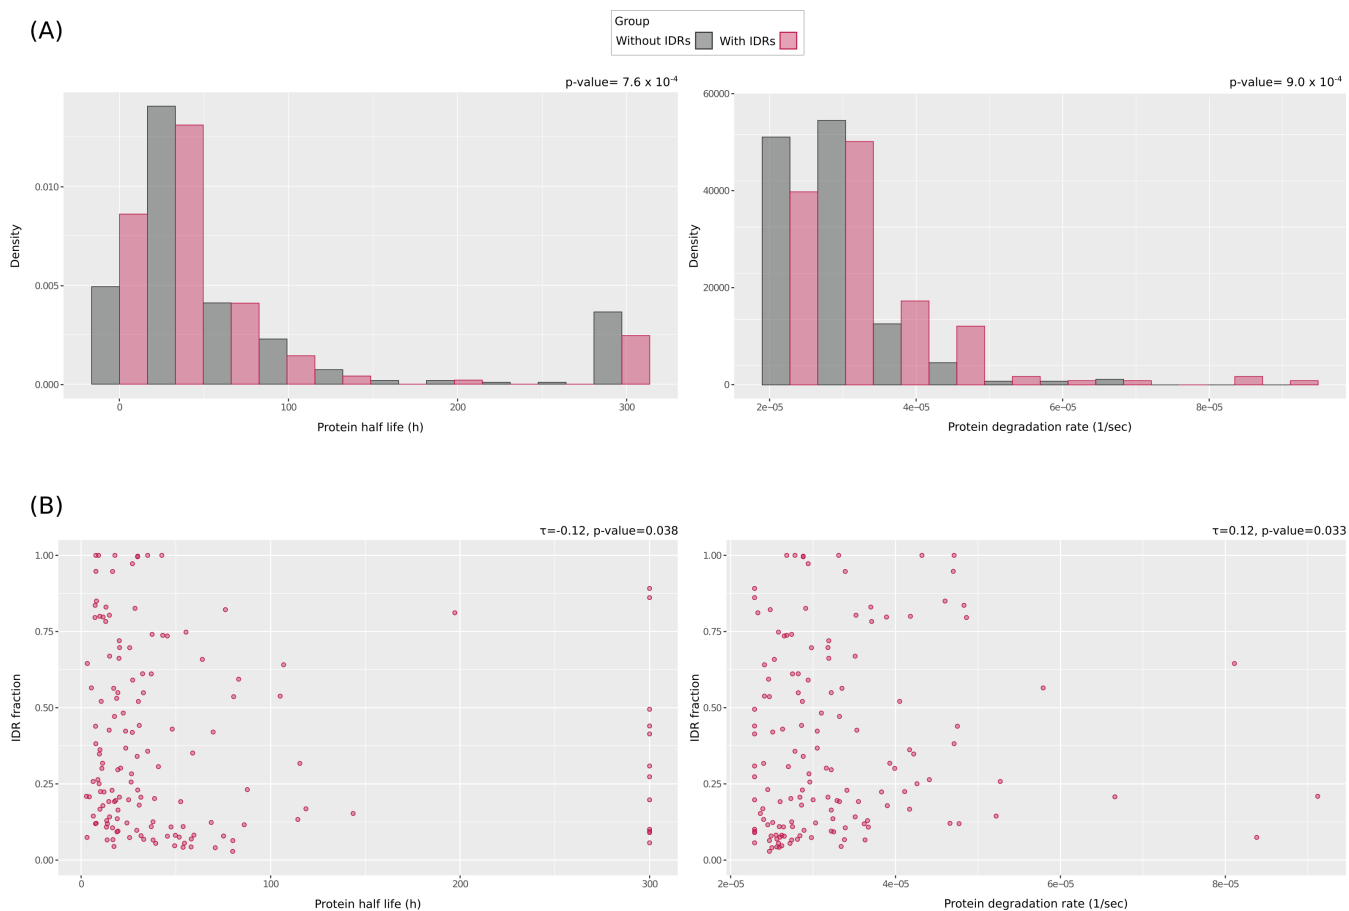 (A)
Group
Without IDRs With IDRs
p-value= 7.6 x 10-4
p-value= 9.0 x 10-4
Density
0.010
0.005
0.000
0 100 200 300
Protein half life (h)
Density
60000
40000
20000
0
2e-05 4e-05 6e-05 8e-05
Protein degradation rate (1/sec)
(B)
τ=-0.12, p-value=0.038
τ=0.12, p-value=0.033
IDR fraction
1.00
0.75
0.50
0.25
0.00
0 100 200 300
Protein half life (h)
IDR fraction
1.00
0.75
0.50
0.25
0.00
2e-05 4e-05 6e-05 8e-05
Protein degradation rate (1/sec)